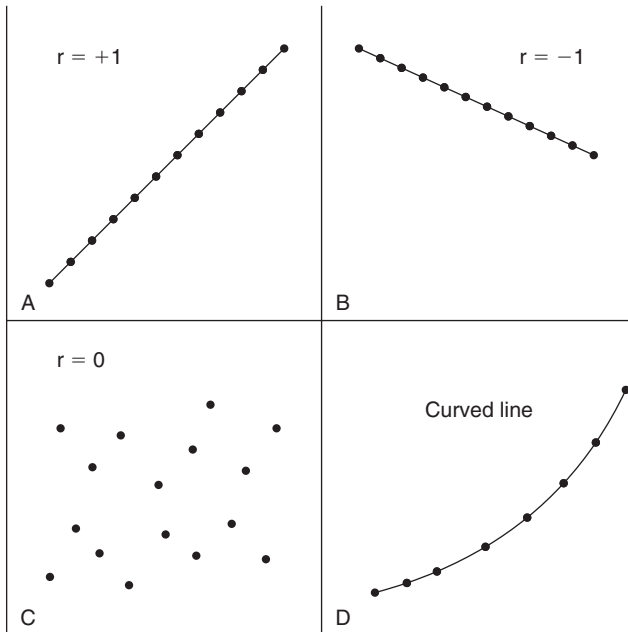 r = +1
A
r = −1
B
r = 0
C
Curved line
D